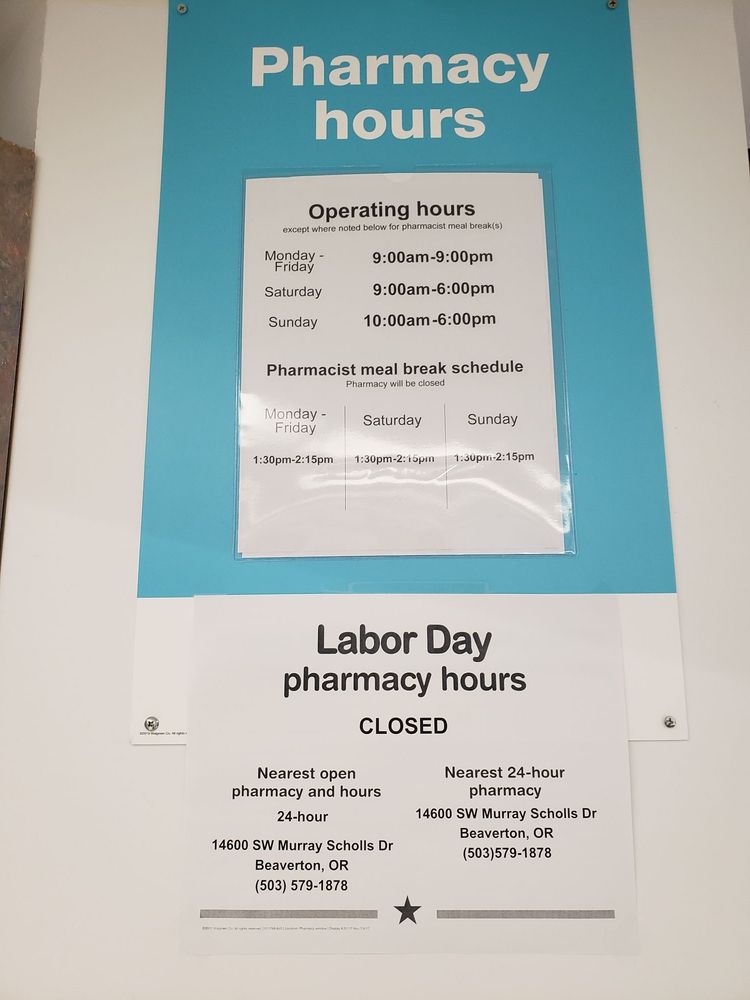 Pharmacy
hours
Operating hours
except where noted below for pharmacist meal break(s)
Monday -
Friday
9:00am-9:00pm
Saturday
9:00am-6:00pm
Sunday
10:00am-6:00pm
Pharmacist meal break schedule
Pharmacy will be closed
Monday -
Friday
1:30pm-2:15pm
Saturday
1:30pm-2:15pm
Sunday
1:30pm-2:15pm
Labor Day
pharmacy hours
CLOSED
Nearest open
pharmacy and hours
24-hour
14600 SW Murray Scholls Dr
Beaverton, OR
(503) 579-1878
Nearest 24-hour
pharmacy
14600 SW Murray Scholls Dr
Beaverton, OR
(503)579-1878